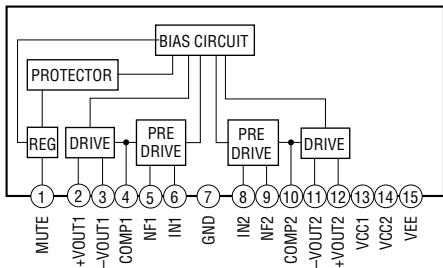 BIAS CIRCUIT
PROTECTOR
REG
DRIVE
PRE
DRIVE
PRE
DRIVE
DRIVE
1
2
3
4
5
6
7
8
9
10
11
12
13
14
15
MUTE
+VOUT1
−VOUT1
COMP1
NF1
IN1
GND
IN2
NF2
COMP2
−VOUT2
+VOUT2
VCC1
VCC2
VEE